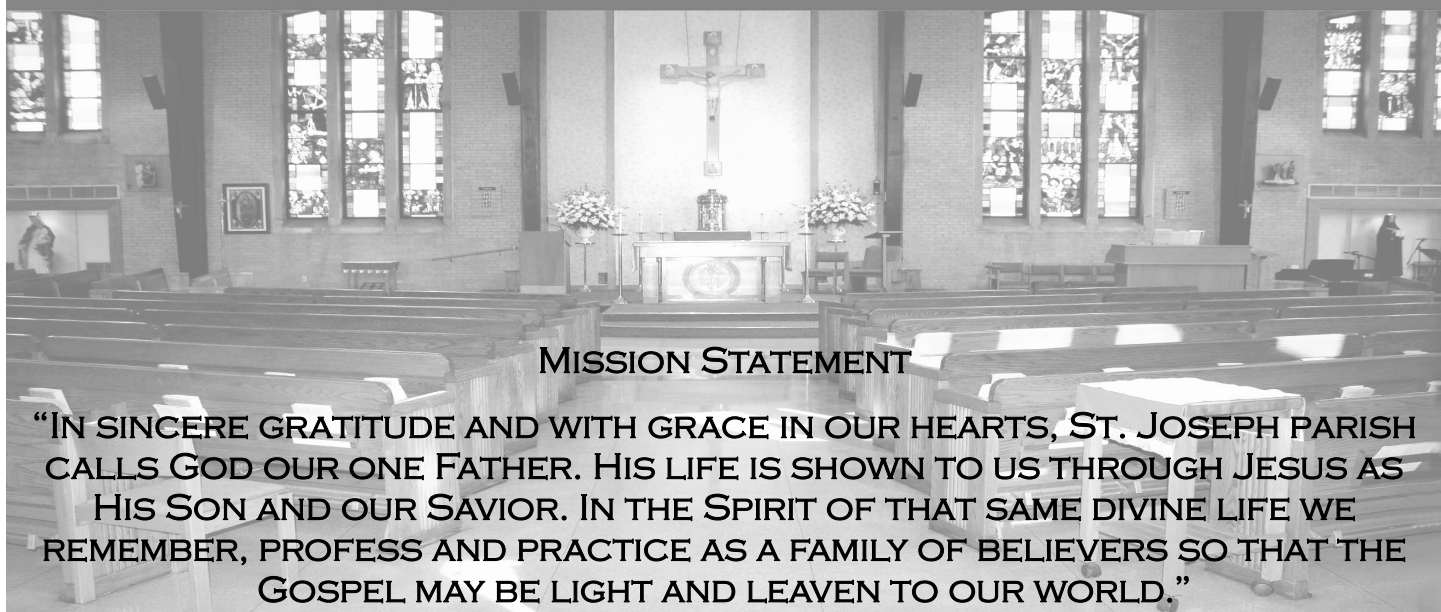 Mission Statement
“In sincere gratitude and with grace in our hearts, St. Joseph parish
calls God our one Father. His life is shown to us through Jesus as
His Son and our Savior. In the Spirit of that same divine life we
remember, profess and practice as a family of believers so that the
Gospel may be light and leaven to our world.”